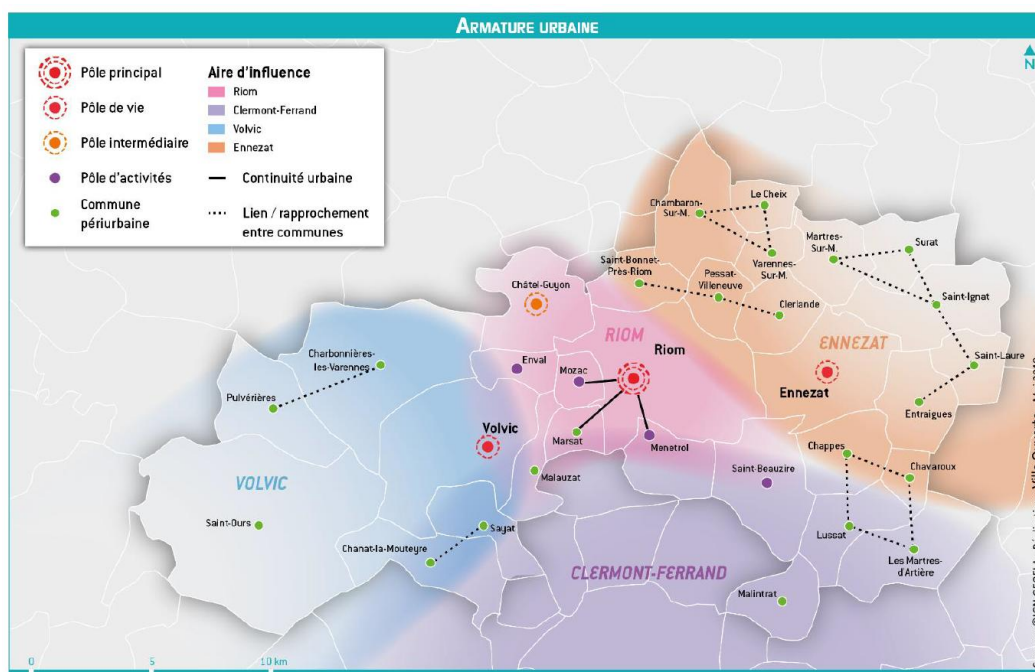 ARMATURE URBAINE
N
Pôle principal
Pôle de vie
Pôle intermédiaire
Pôle d'activités
Commune
périurbaine
Aire d'influence
Riom
Clermont-Ferrand
Volvic
Ennezat
Continuité urbaine
Lien / rapprochement
entre communes
Le Cheix
Chambaron-
Sur-M.
Martres-
Sur-M.
Surat
Varennes-
Sur-M.
Saint-Bonnet-
Près-Riom
Pessat-
Villeneuve
Châtel-Guyon
Saint-Ignat
Clerlande
RIOM
ENNEZAT
Riom
Charbonnières-
les-Varennes
Enval
Mozac
Saint-Laure
Pulvérières
Ennezat
Entraigues
Volvic
Marsat
Menetrol
Chappes
Malauzat
Saint-Beauzire
Chavaroux
VOLVIC
Saint-Ours
Sayat
Lussat
Chanat-la-Mouteyre
Les Martres-
d'Artière
CLERMONT-FERRAND
Malintrat
0 5 10 km